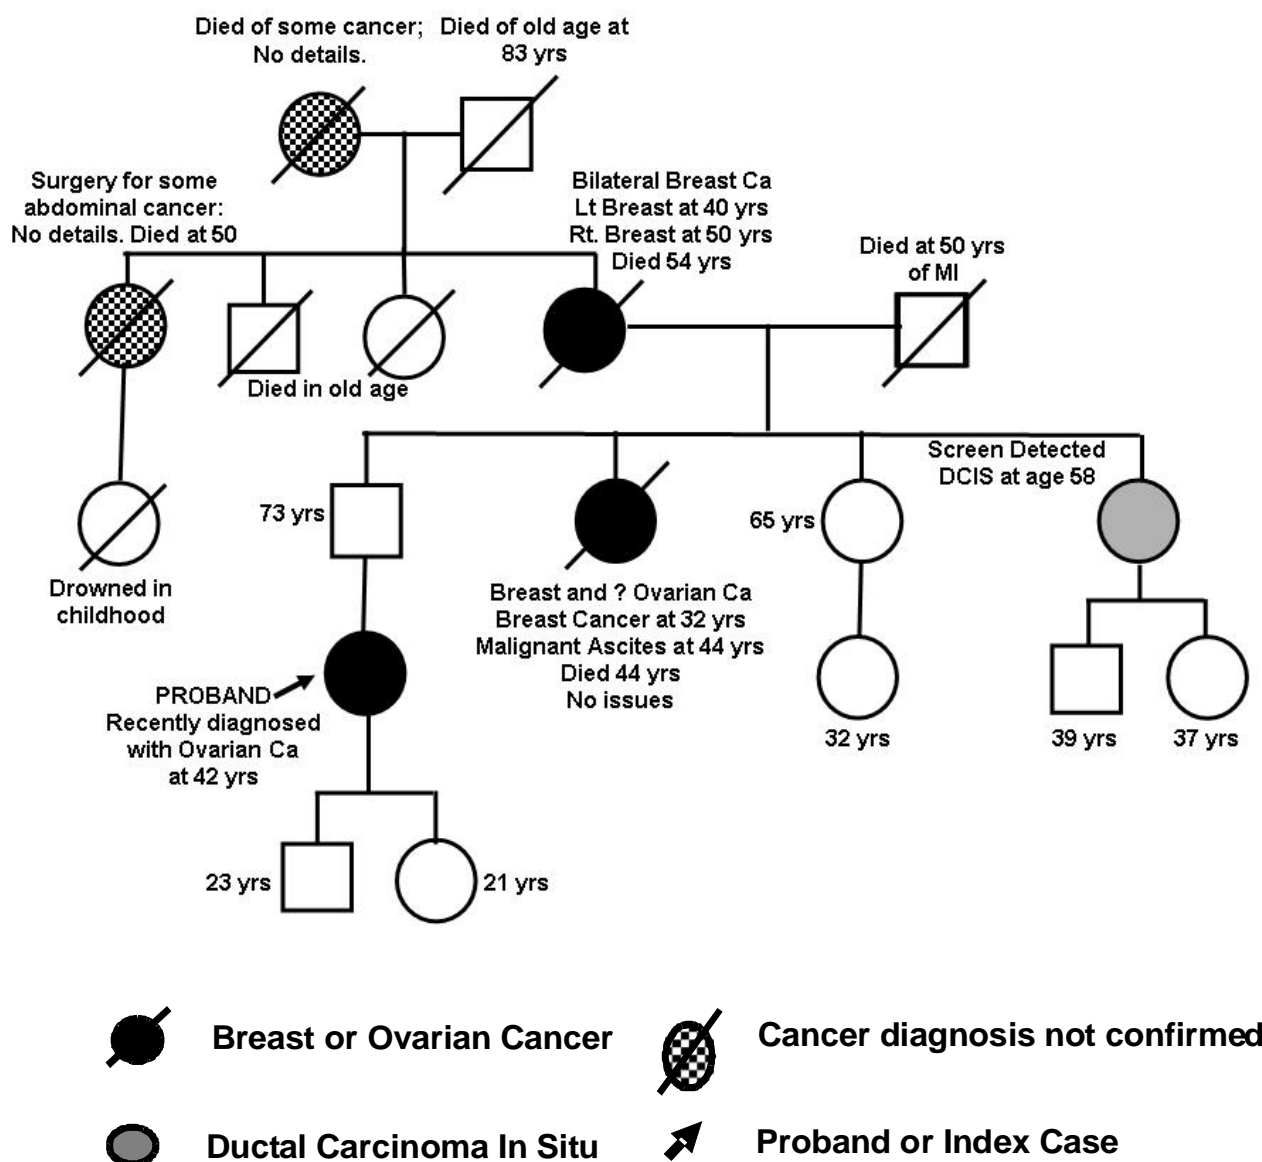 Died of some cancer;
No details.
Died of old age at
83 yrs
Surgery for some
abdominal cancer:
No details. Died at 50
Bilateral Breast Ca
Lt Breast at 40 yrs
Rt. Breast at 50 yrs
Died 54 yrs
Died at 50 yrs
of MI
Died in old age
Screen Detected
DCIS at age 58
73 yrs
65 yrs
Drowned in
childhood
Breast and ? Ovarian Ca
Breast Cancer at 32 yrs
Malignant Ascites at 44 yrs
Died 44 yrs
No issues
PROBAND
Recently diagnosed
with Ovarian Ca
at 42 yrs
32 yrs
39 yrs
37 yrs
23 yrs
21 yrs
Breast or Ovarian Cancer
Cancer diagnosis not confirmed
Ductal Carcinoma In Situ
Proband or Index Case